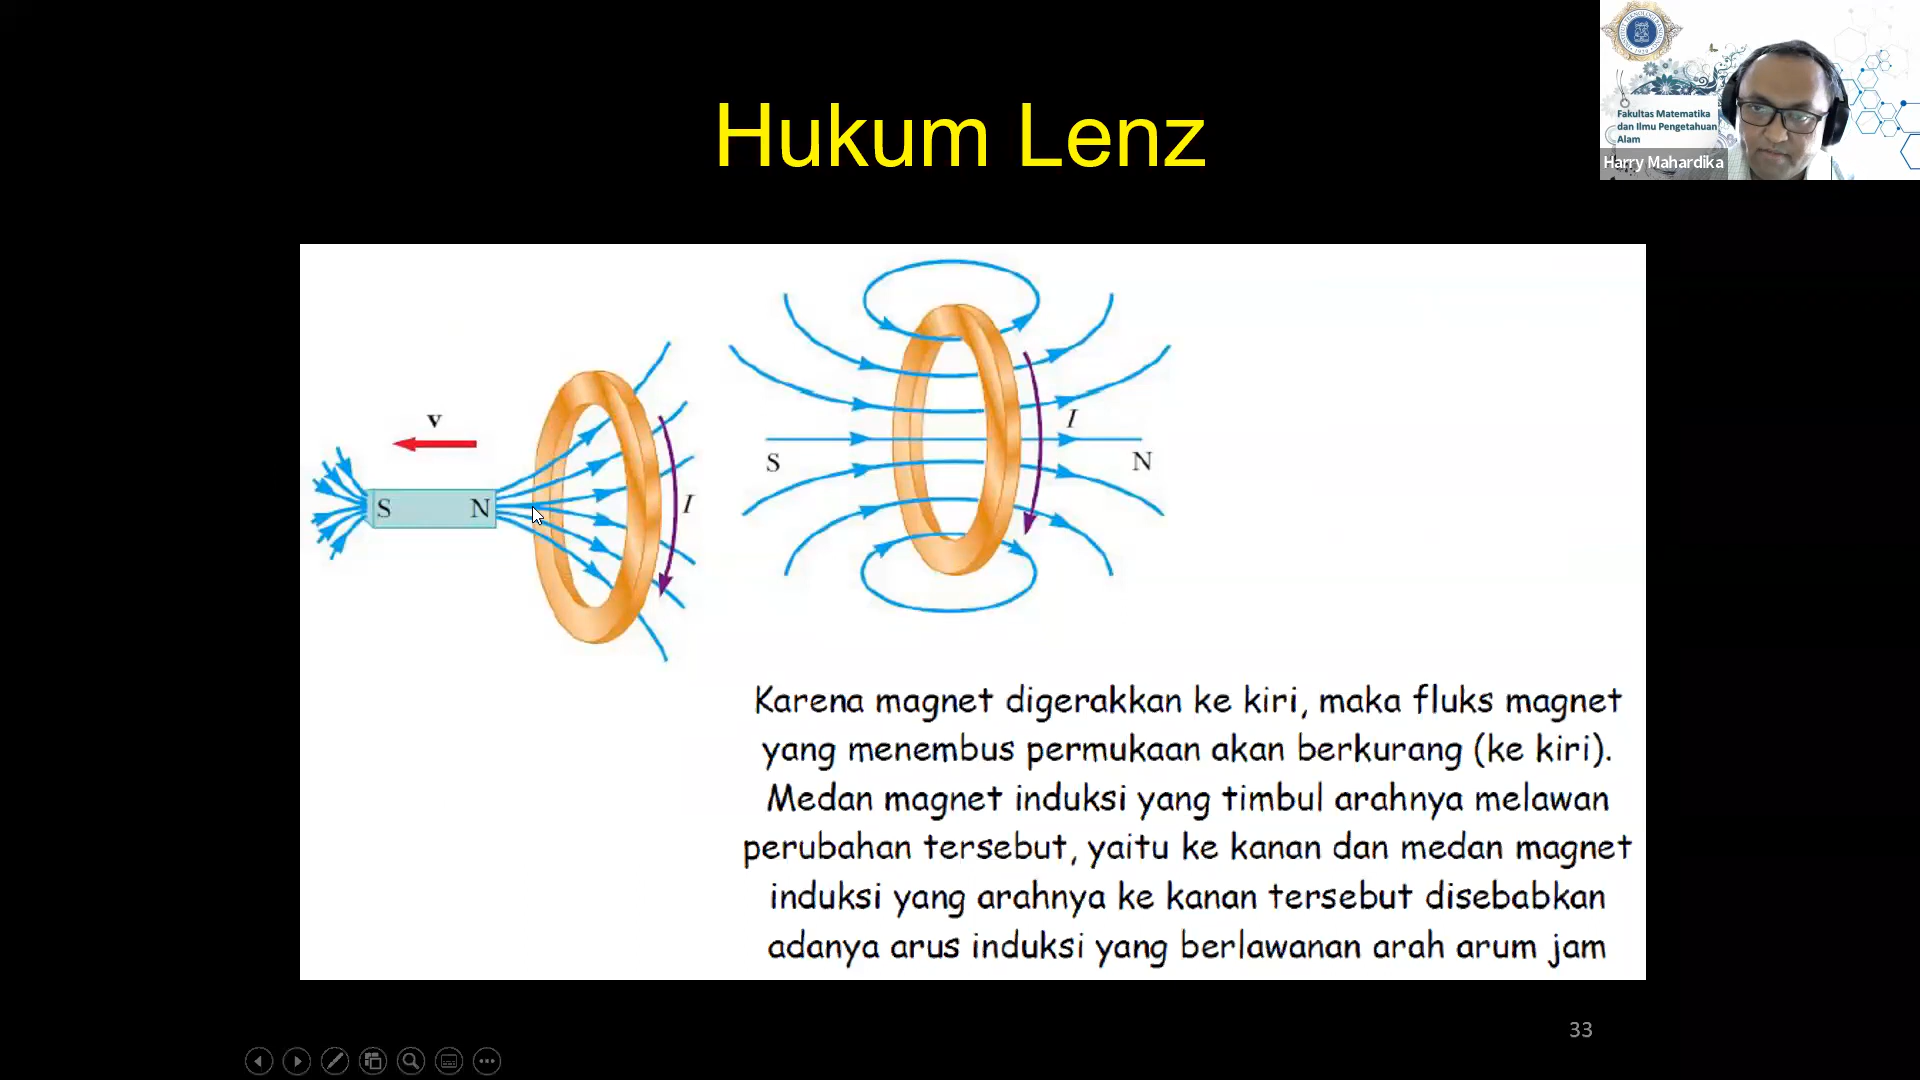 Hukum Lenz
Fakultas Matematika
dan Ilmu Pengetahuan
Alam
Harry Mahardika
v
S
N
I
S
I
N
Karena magnet digerakkan ke kiri, maka fluks magnet
yang menembus permukaan akan berkurang (ke kiri).
Medan magnet induksi yang timbul arahnya melawan
perubahan tersebut, yaitu ke kanan dan medan magnet
induksi yang arahnya ke kanan tersebut disebabkan
adanya arus induksi yang berlawanan arah arum jam
33